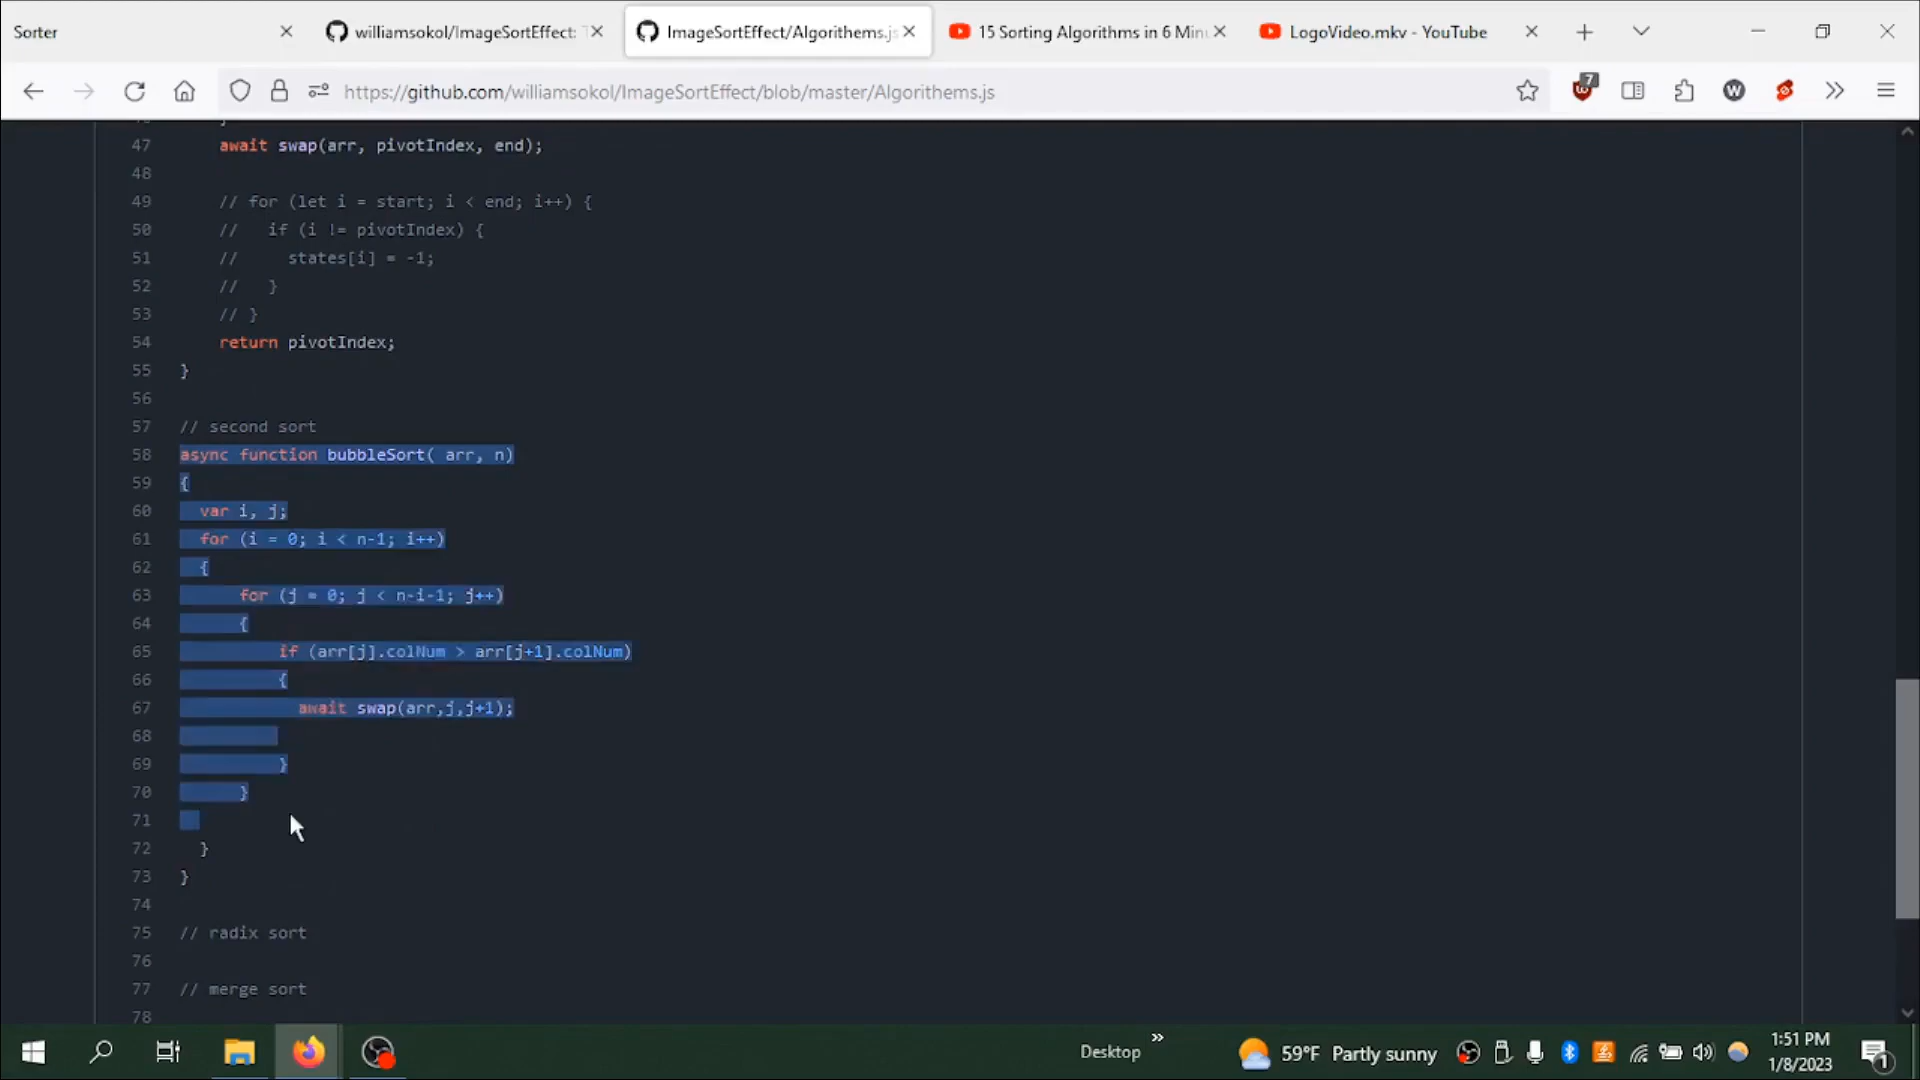 Sorter
williamsokol/ImageSortEffect: T
ImageSortEffect/Algorithems.js
15 Sorting Algorithms in 6 Minu
LogoVideo.mkv - YouTube
https://github.com/williamsokol/ImageSortEffect/blob/master/Algorithems.js
7
W
47 await swap(arr, pivotIndex, end);
48
49 // for (let i = start; i < end; i++) {
50 //   if (i != pivotIndex) {
51 //     states[i] = -1;
52 //   }
53 // }
54 return pivotIndex;
55 }
56
57 // second sort
58 async function bubbleSort( arr, n)
59 {
60 var i, j;
61 for (i = 0; i < n-1; i++)
62 {
63 for (j = 0; j < n-i-1; j++)
64 {
65 if (arr[j].colNum > arr[j+1].colNum)
66 {
67 await swap(arr,j,j+1);
68
69 }
70 }
71
72 }
73 }
74
75 // radix sort
76
77 // merge sort
78
Desktop
59°F Partly sunny
1:51 PM
1/8/2023
1